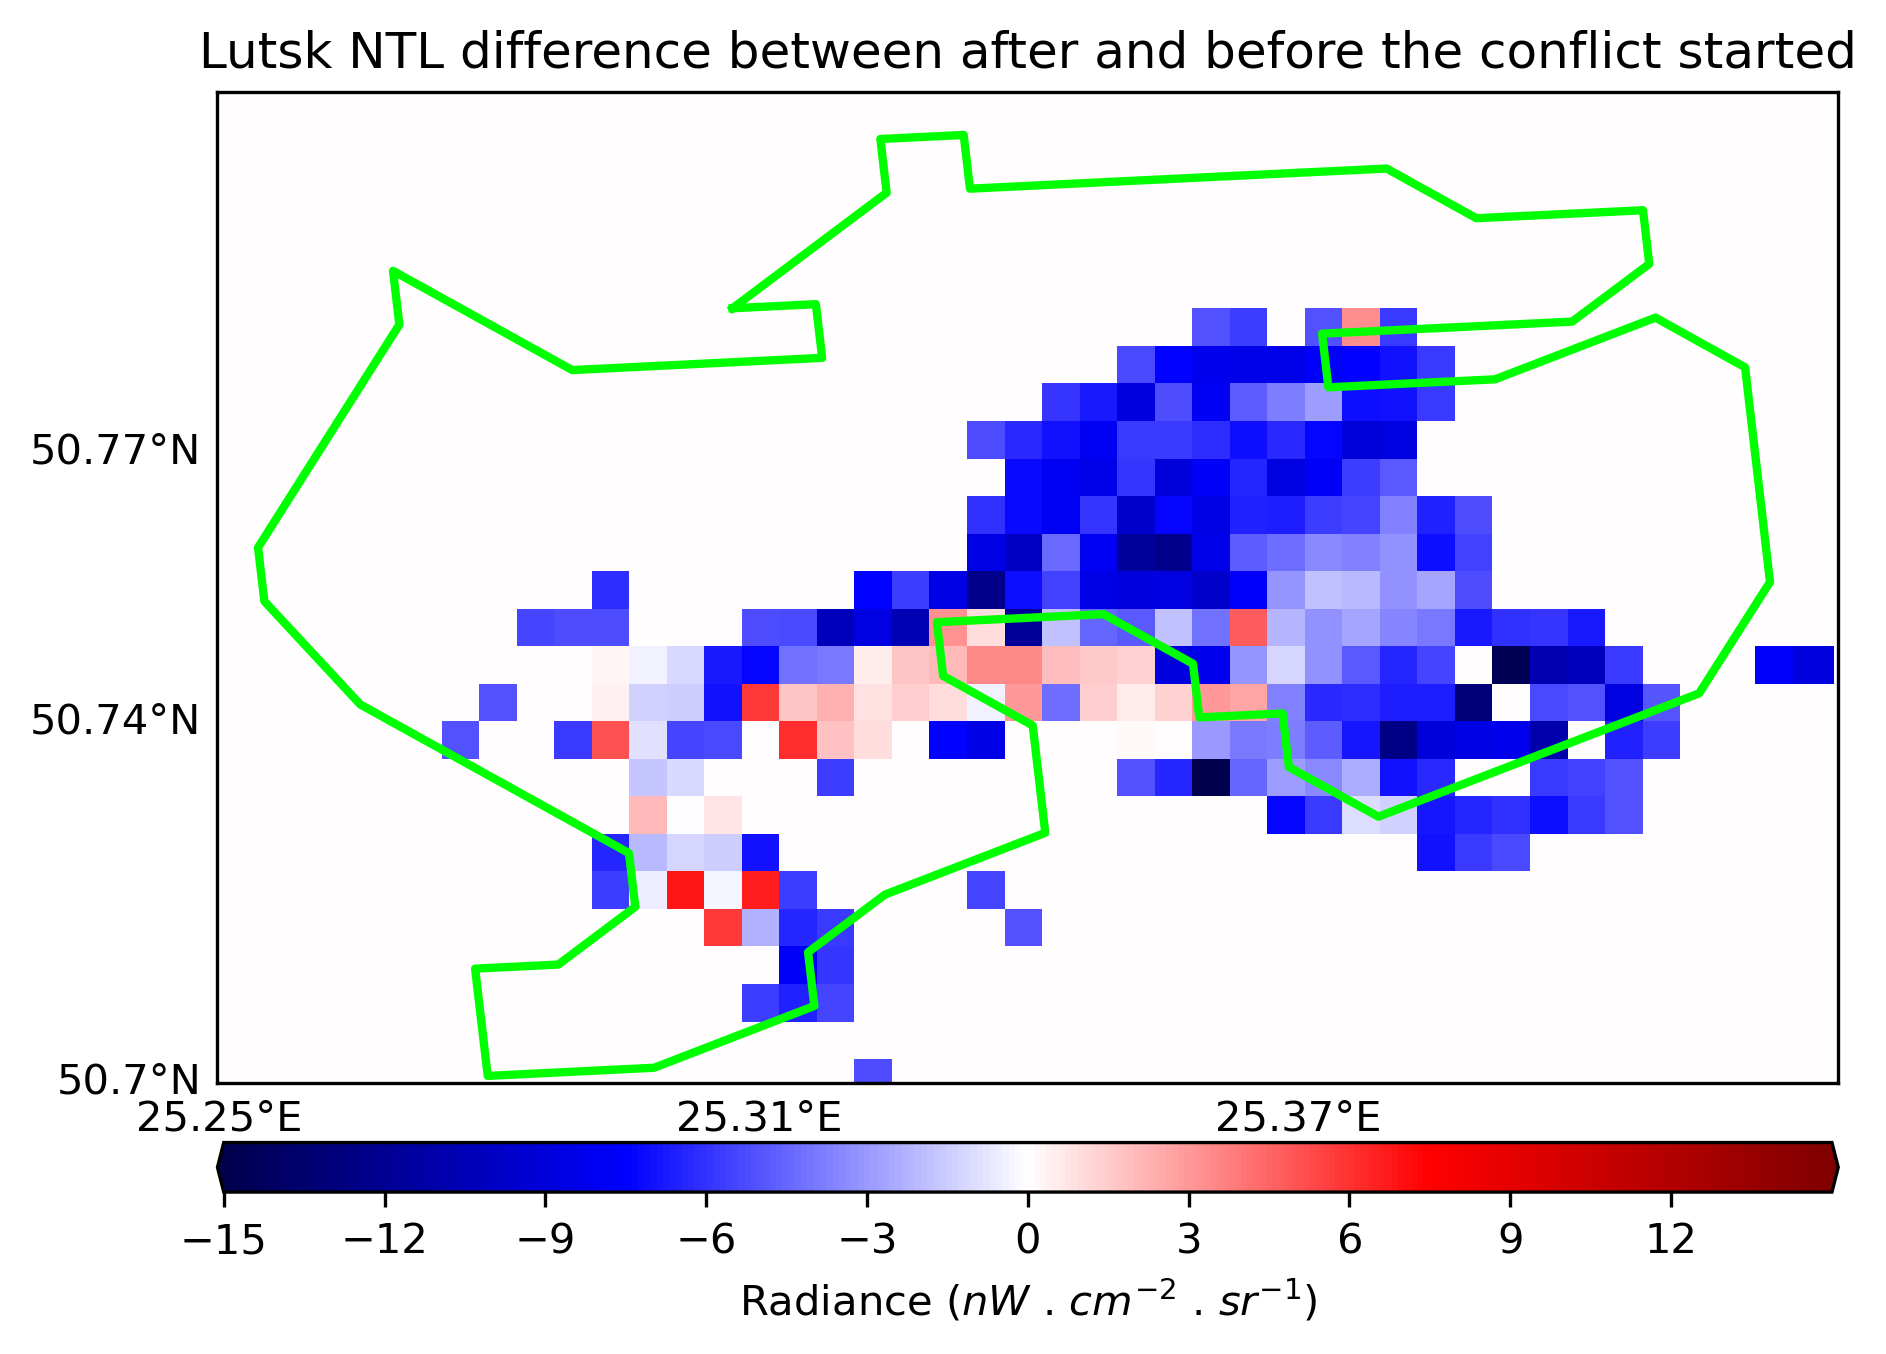 Lutsk NTL difference between after and before the conflict started
50.77°N
50.74°N
50.7°N
25.25°E 25.31°E 25.37°E
−15 −12 −9 −6 −3 0 3 6 9 12
Radiance (nW . cm⁻² . sr⁻¹)